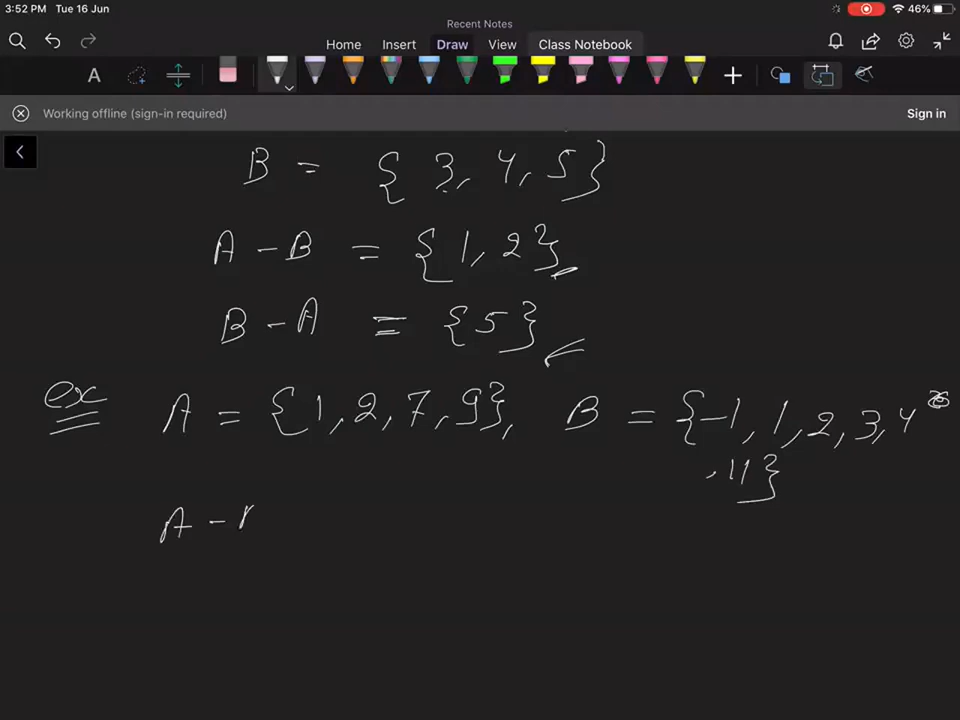 3:52 PM Tue 16 Jun 46%
Recent Notes
Home Insert Draw View Class Notebook
A
Working offline (sign-in required) Sign in
B = { 3, 4, 5 }
A - B = { 1, 2 }
B - A = { 5 }
ex A = { 1, 2, 7, 9 }, B = { -1, 1, 2, 3, 4
, 11 }
A -